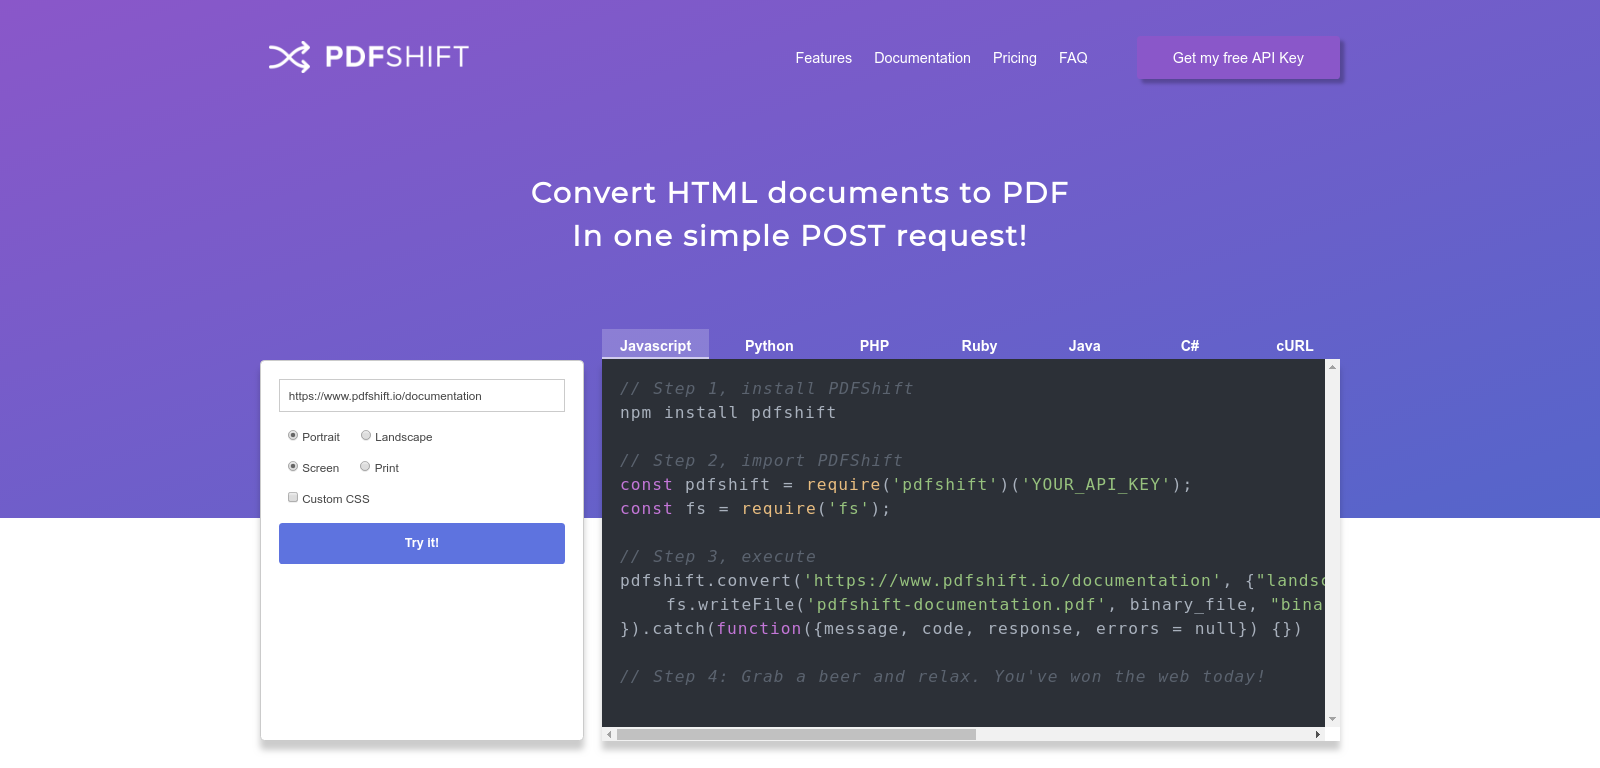 PDFSHIFT
Features Documentation Pricing FAQ Get my free API Key
Convert HTML documents to PDF
In one simple POST request!
https://www.pdfshift.io/documentation
Portrait Landscape
Screen Print
Custom CSS
Try it!
Javascript Python PHP Ruby Java C# cURL
// Step 1, install PDFShift
npm install pdfshift
// Step 2, import PDFShift
const pdfshift = require('pdfshift')('YOUR_API_KEY');
const fs = require('fs');
// Step 3, execute
pdfshift.convert('https://www.pdfshift.io/documentation', {"landsc
fs.writeFile('pdfshift-documentation.pdf', binary_file, "bina
}).catch(function({message, code, response, errors = null}) {})
// Step 4: Grab a beer and relax. You've won the web today!